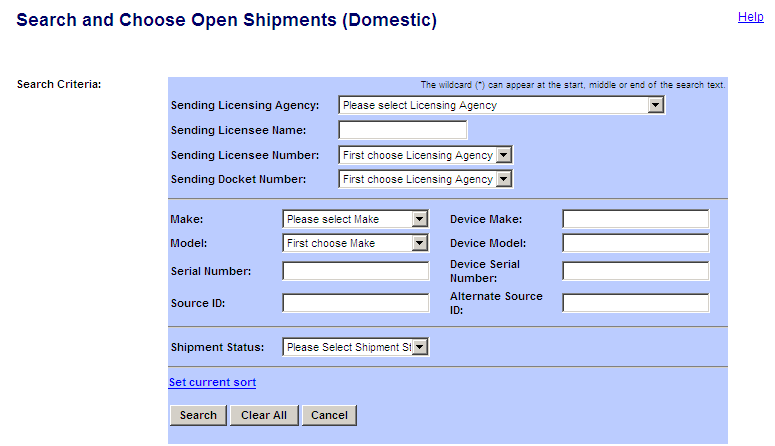 Search and Choose Open Shipments (Domestic)
Help
Search Criteria:
The wildcard (*) can appear at the start, middle or end of the search text.
Sending Licensing Agency: Please select Licensing Agency
Sending Licensee Name:
Sending Licensee Number: First choose Licensing Agency
Sending Docket Number: First choose Licensing Agency
Make: Please select Make Device Make:
Model: First choose Make Device Model:
Serial Number: Device Serial
Number:
Source ID: Alternate Source
ID:
Shipment Status: Please Select Shipment St
Set current sort
Search Clear All Cancel